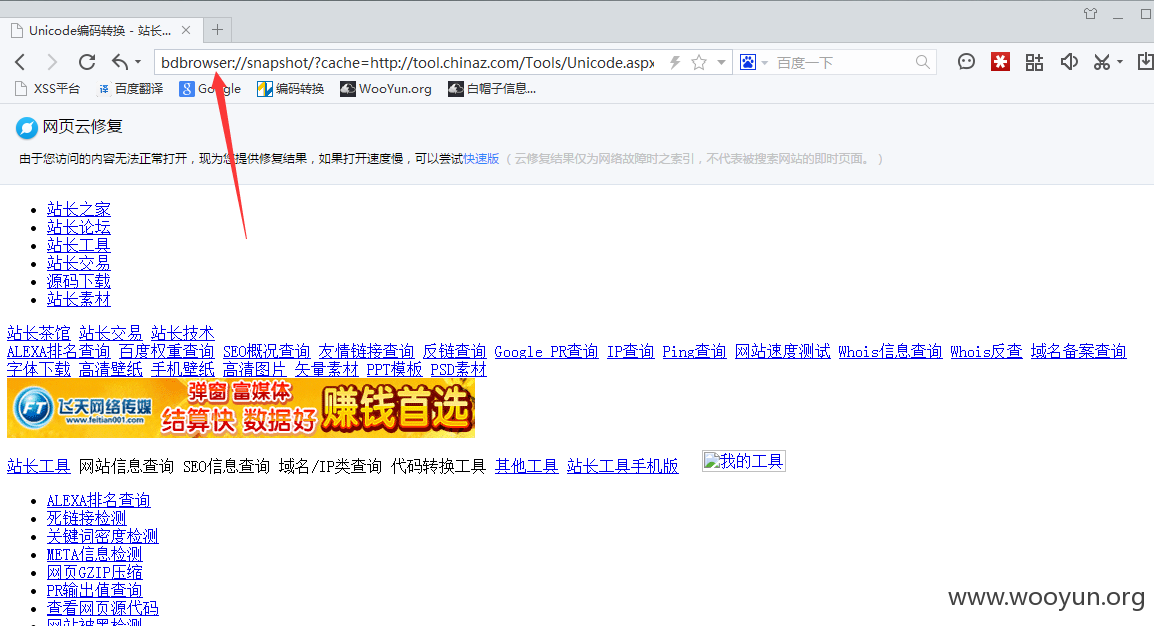 Unicode编码转换 - 站长...
bdbrowser://snapshot/?cache=http://tool.chinaz.com/Tools/Unicode.aspx 百度一下
XSS平台 百度翻译 Google 编码转换 WooYun.org 白帽子信息...
网页云修复
由于您访问的内容无法正常打开，现为您提供修复结果，如果打开速度慢，可以尝试快速版 （ 云修复结果仅为网络故障时之索引，不代表被搜索网站的即时页面。 ）
站长之家
站长论坛
站长工具
站长交易
源码下载
站长素材
站长茶馆 站长交易 站长技术
ALEXA排名查询 百度权重查询 SEO概况查询 友情链接查询 反链查询 Google PR查询 IP查询 Ping查询 网站速度测试 Whois信息查询 Whois反查 域名备案查询
字体下载 高清壁纸 手机壁纸 高清图片 矢量素材 PPT模板 PSD素材
FT 飞天网络传媒 www.feitian001.com 弹窗 富媒体 结算快 数据好 赚钱首选
站长工具 网站信息查询 SEO信息查询 域名/IP类查询 代码转换工具 其他工具 站长工具手机版 我的工具
ALEXA排名查询
死链接检测
关键词密度检测
META信息检测
网页GZIP压缩
PR输出值查询
查看网页源代码
网站被黑检测
www.wooyun.org